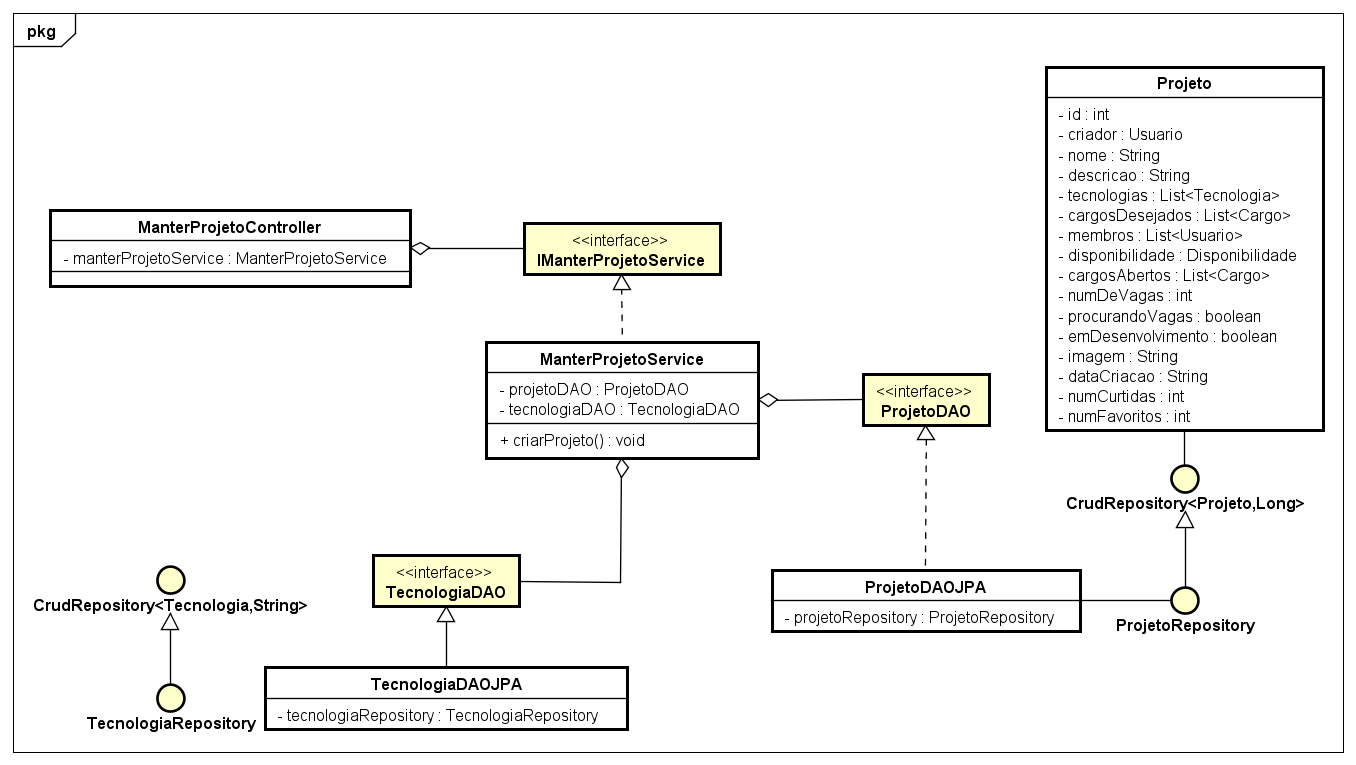 pkg
Projeto
- id : int
- criador : Usuario
- nome : String
- descricao : String
- tecnologias : List<Tecnologia>
- cargosDesejados : List<Cargo>
- membros : List<Usuario>
- disponibilidade : Disponibilidade
- cargosAbertos : List<Cargo>
- numDeVagas : int
- procurandoVagas : boolean
- emDesenvolvimento : boolean
- imagem : String
- dataCriacao : String
- numCurtidas : int
- numFavoritos : int
ManterProjetoController
- manterProjetoService : ManterProjetoService
<<interface>>
IManterProjetoService
ManterProjetoService
- projetoDAO : ProjetoDAO
- tecnologiaDAO : TecnologiaDAO
+ criarProjeto() : void
<<interface>>
ProjetoDAO
CrudRepository<Projeto,Long>
<<interface>>
TecnologiaDAO
ProjetoDAOJPA
- projetoRepository : ProjetoRepository
ProjetoRepository
CrudRepository<Tecnologia,String>
TecnologiaRepository
TecnologiaDAOJPA
- tecnologiaRepository : TecnologiaRepository